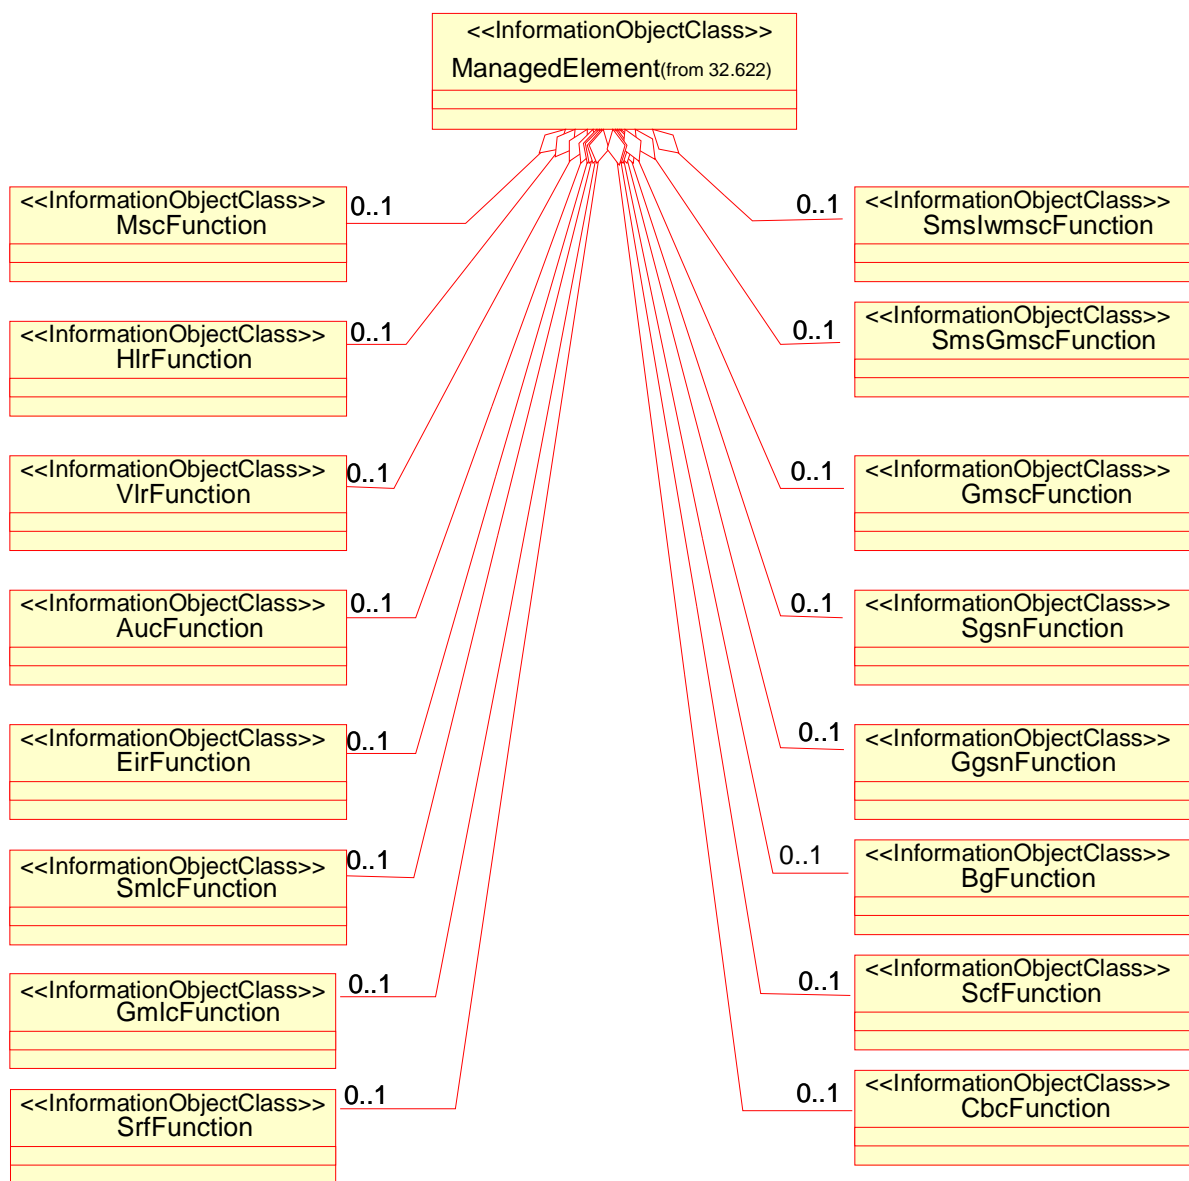 <<InformationObjectClass>>
ManagedElement(from 32.622)
<<InformationObjectClass>>
MscFunction
0..1
<<InformationObjectClass>>
HlrFunction
0..1
<<InformationObjectClass>>
VlrFunction
0..1
<<InformationObjectClass>>
AucFunction
0..1
<<InformationObjectClass>>
EirFunction
0..1
<<InformationObjectClass>>
SmlcFunction
0..1
<<InformationObjectClass>>
GmlcFunction
0..1
<<InformationObjectClass>>
SrfFunction
0..1
0..1
<<InformationObjectClass>>
SmsIwmscFunction
0..1
<<InformationObjectClass>>
SmsGmscFunction
0..1
<<InformationObjectClass>>
GmscFunction
0..1
<<InformationObjectClass>>
SgsnFunction
0..1
<<InformationObjectClass>>
GgsnFunction
0..1
<<InformationObjectClass>>
BgFunction
0..1
<<InformationObjectClass>>
ScfFunction
0..1
<<InformationObjectClass>>
CbcFunction